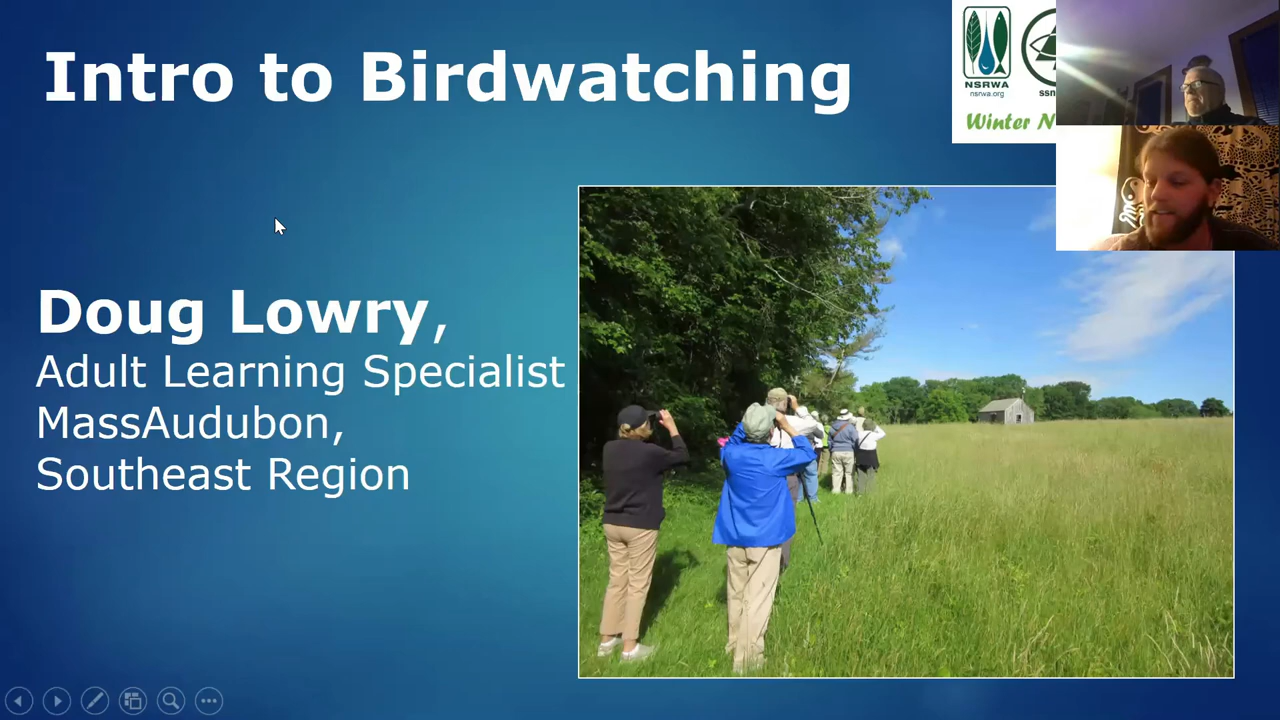 Intro to Birdwatching
NSRWA
nsrwa.org
Winter
Doug Lowry,
Adult Learning Specialist
MassAudubon,
Southeast Region